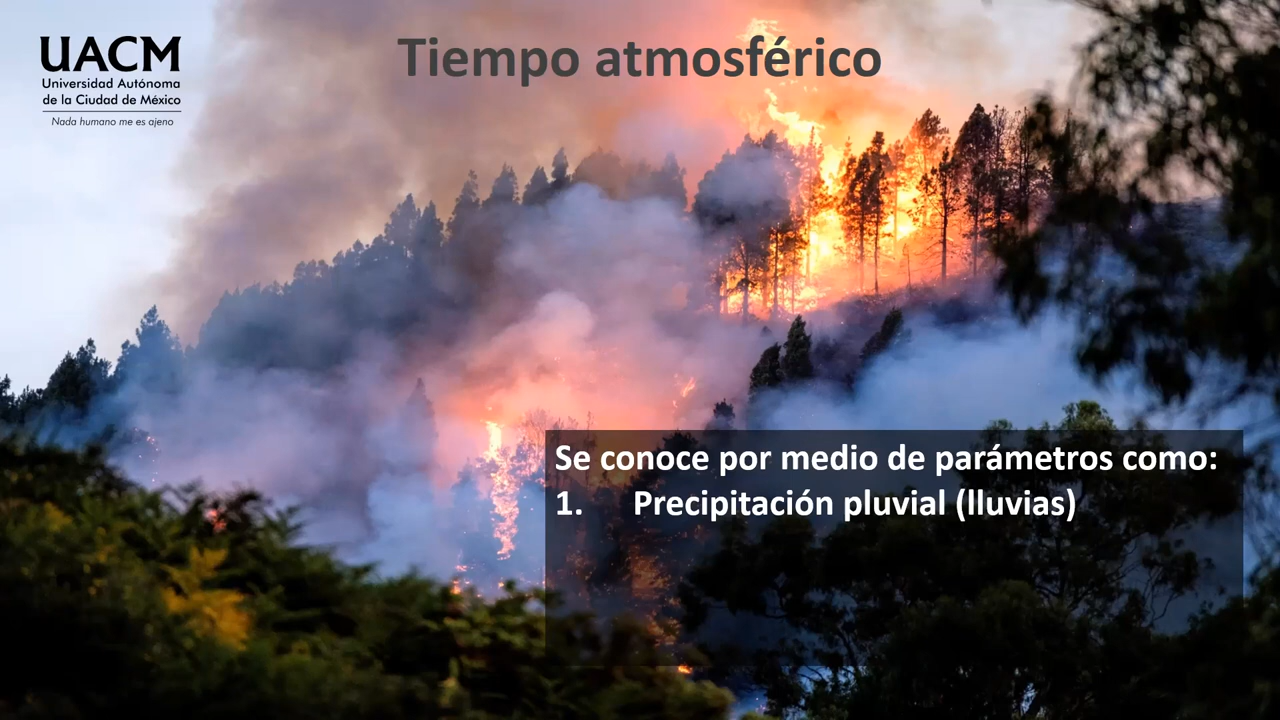 UACM
Universidad Autónoma
de la Ciudad de México
Nada humano me es ajeno
Tiempo atmosférico
Se conoce por medio de parámetros como:
1. Precipitación pluvial (lluvias)